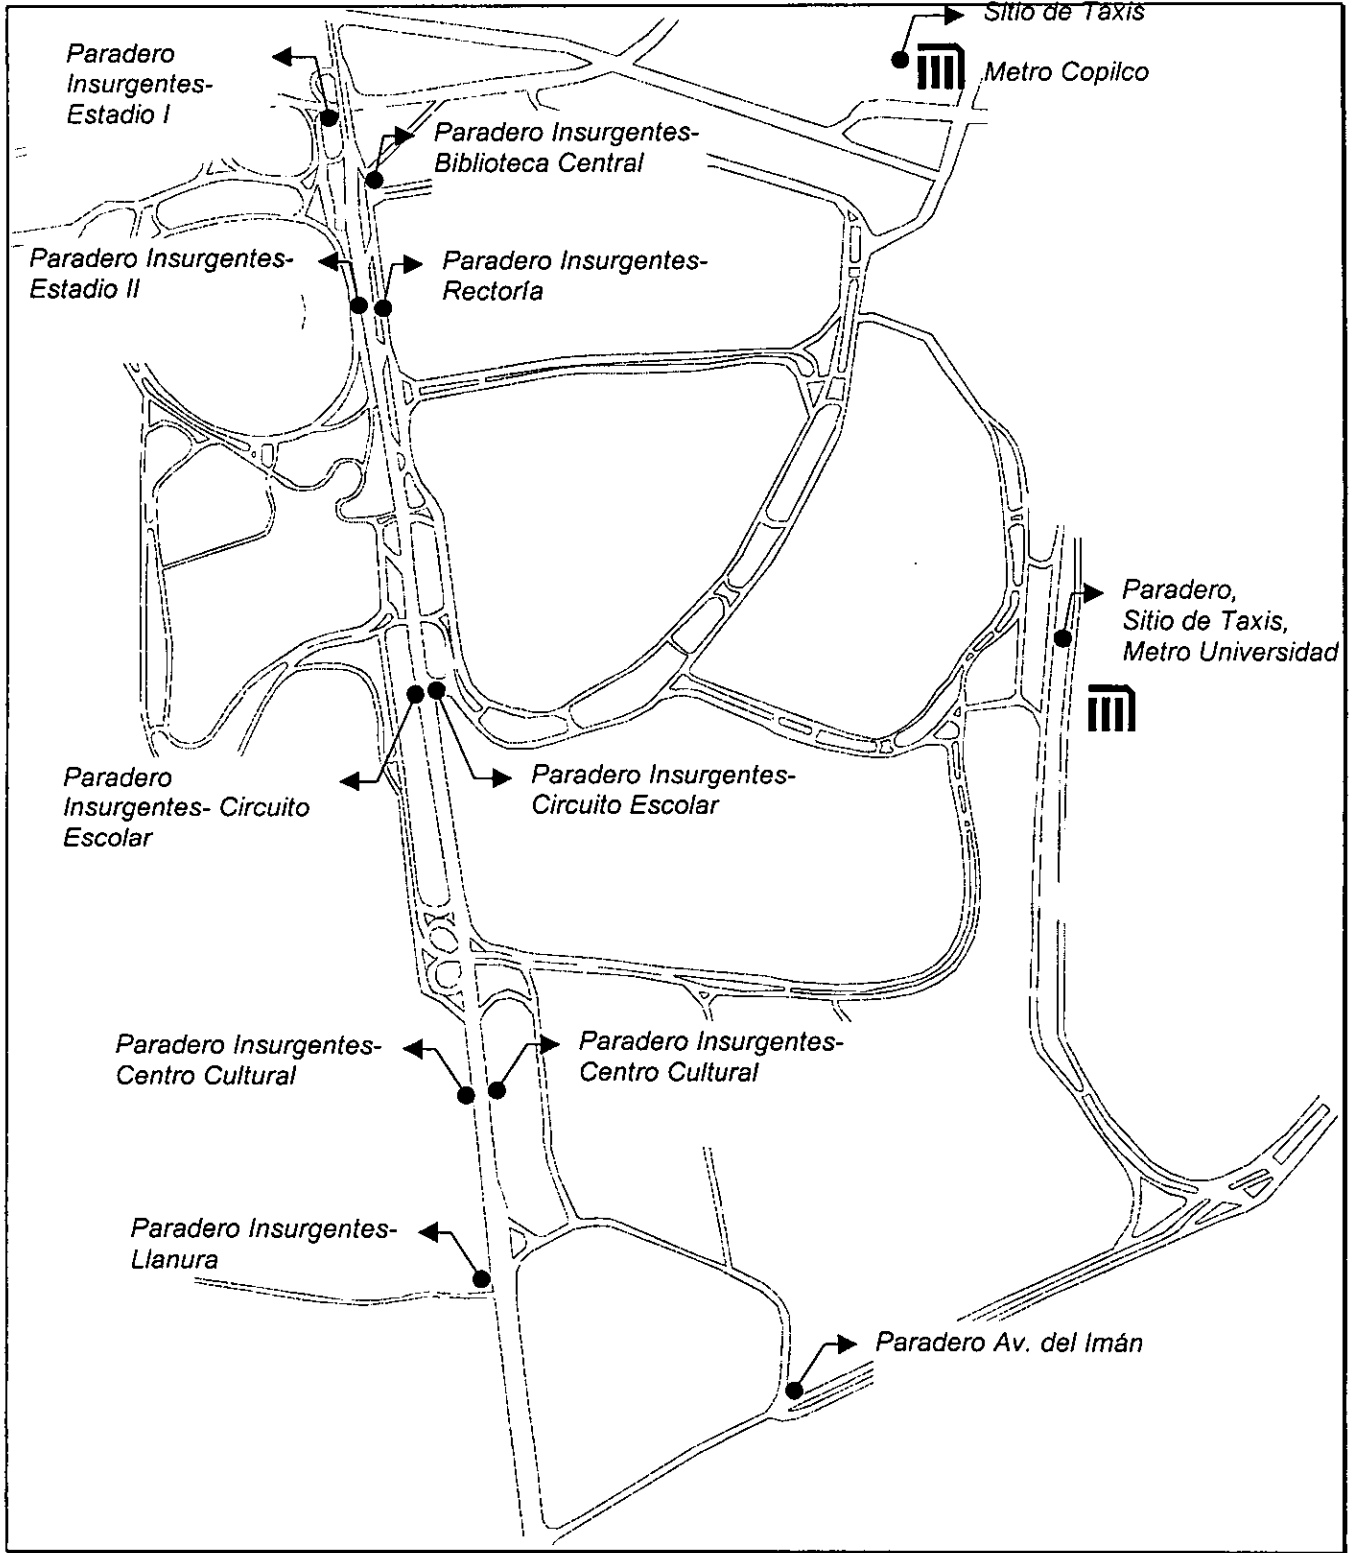 Sitio de Taxis
Metro Copilco
Paradero
Insurgentes-
Estadio I
Paradero Insurgentes-
Biblioteca Central
Paradero Insurgentes-
Estadio II
Paradero Insurgentes-
Rectoría
Paradero,
Sitio de Taxis,
Metro Universidad
Paradero
Insurgentes- Circuito
Escolar
Paradero Insurgentes-
Circuito Escolar
Paradero Insurgentes-
Centro Cultural
Paradero Insurgentes-
Centro Cultural
Paradero Insurgentes-
Llanura
Paradero Av. del Imán